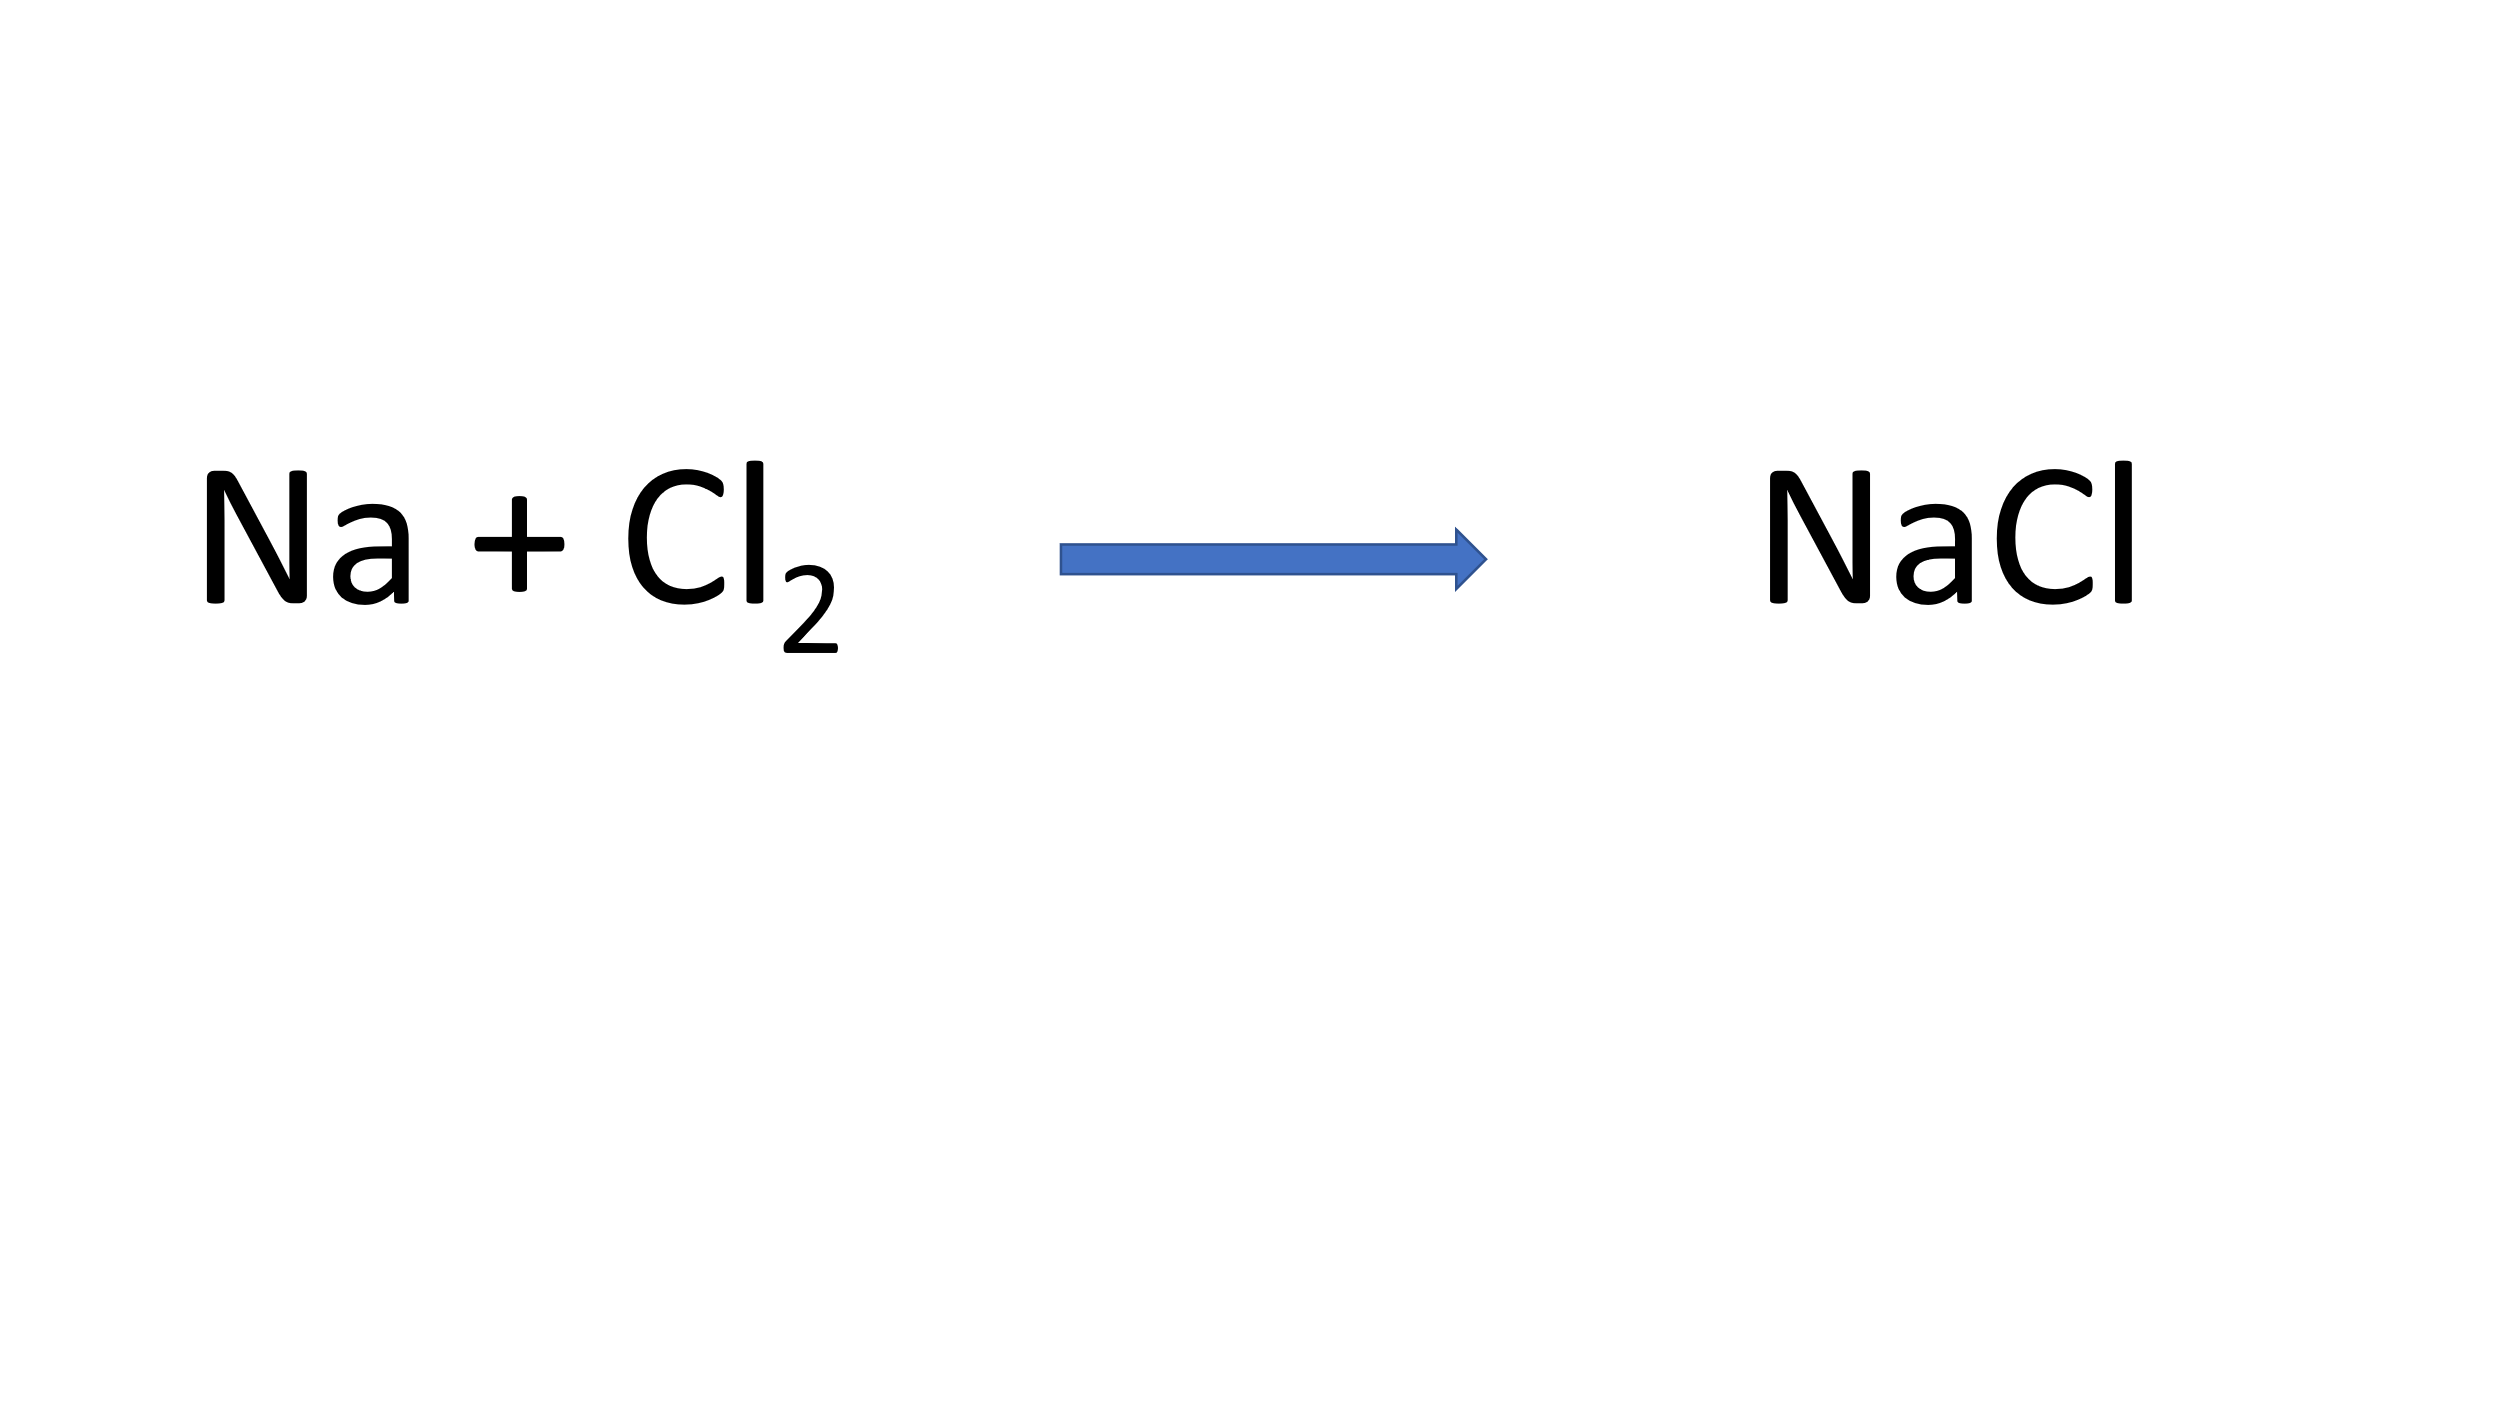 Na + Cl₂ NaCl